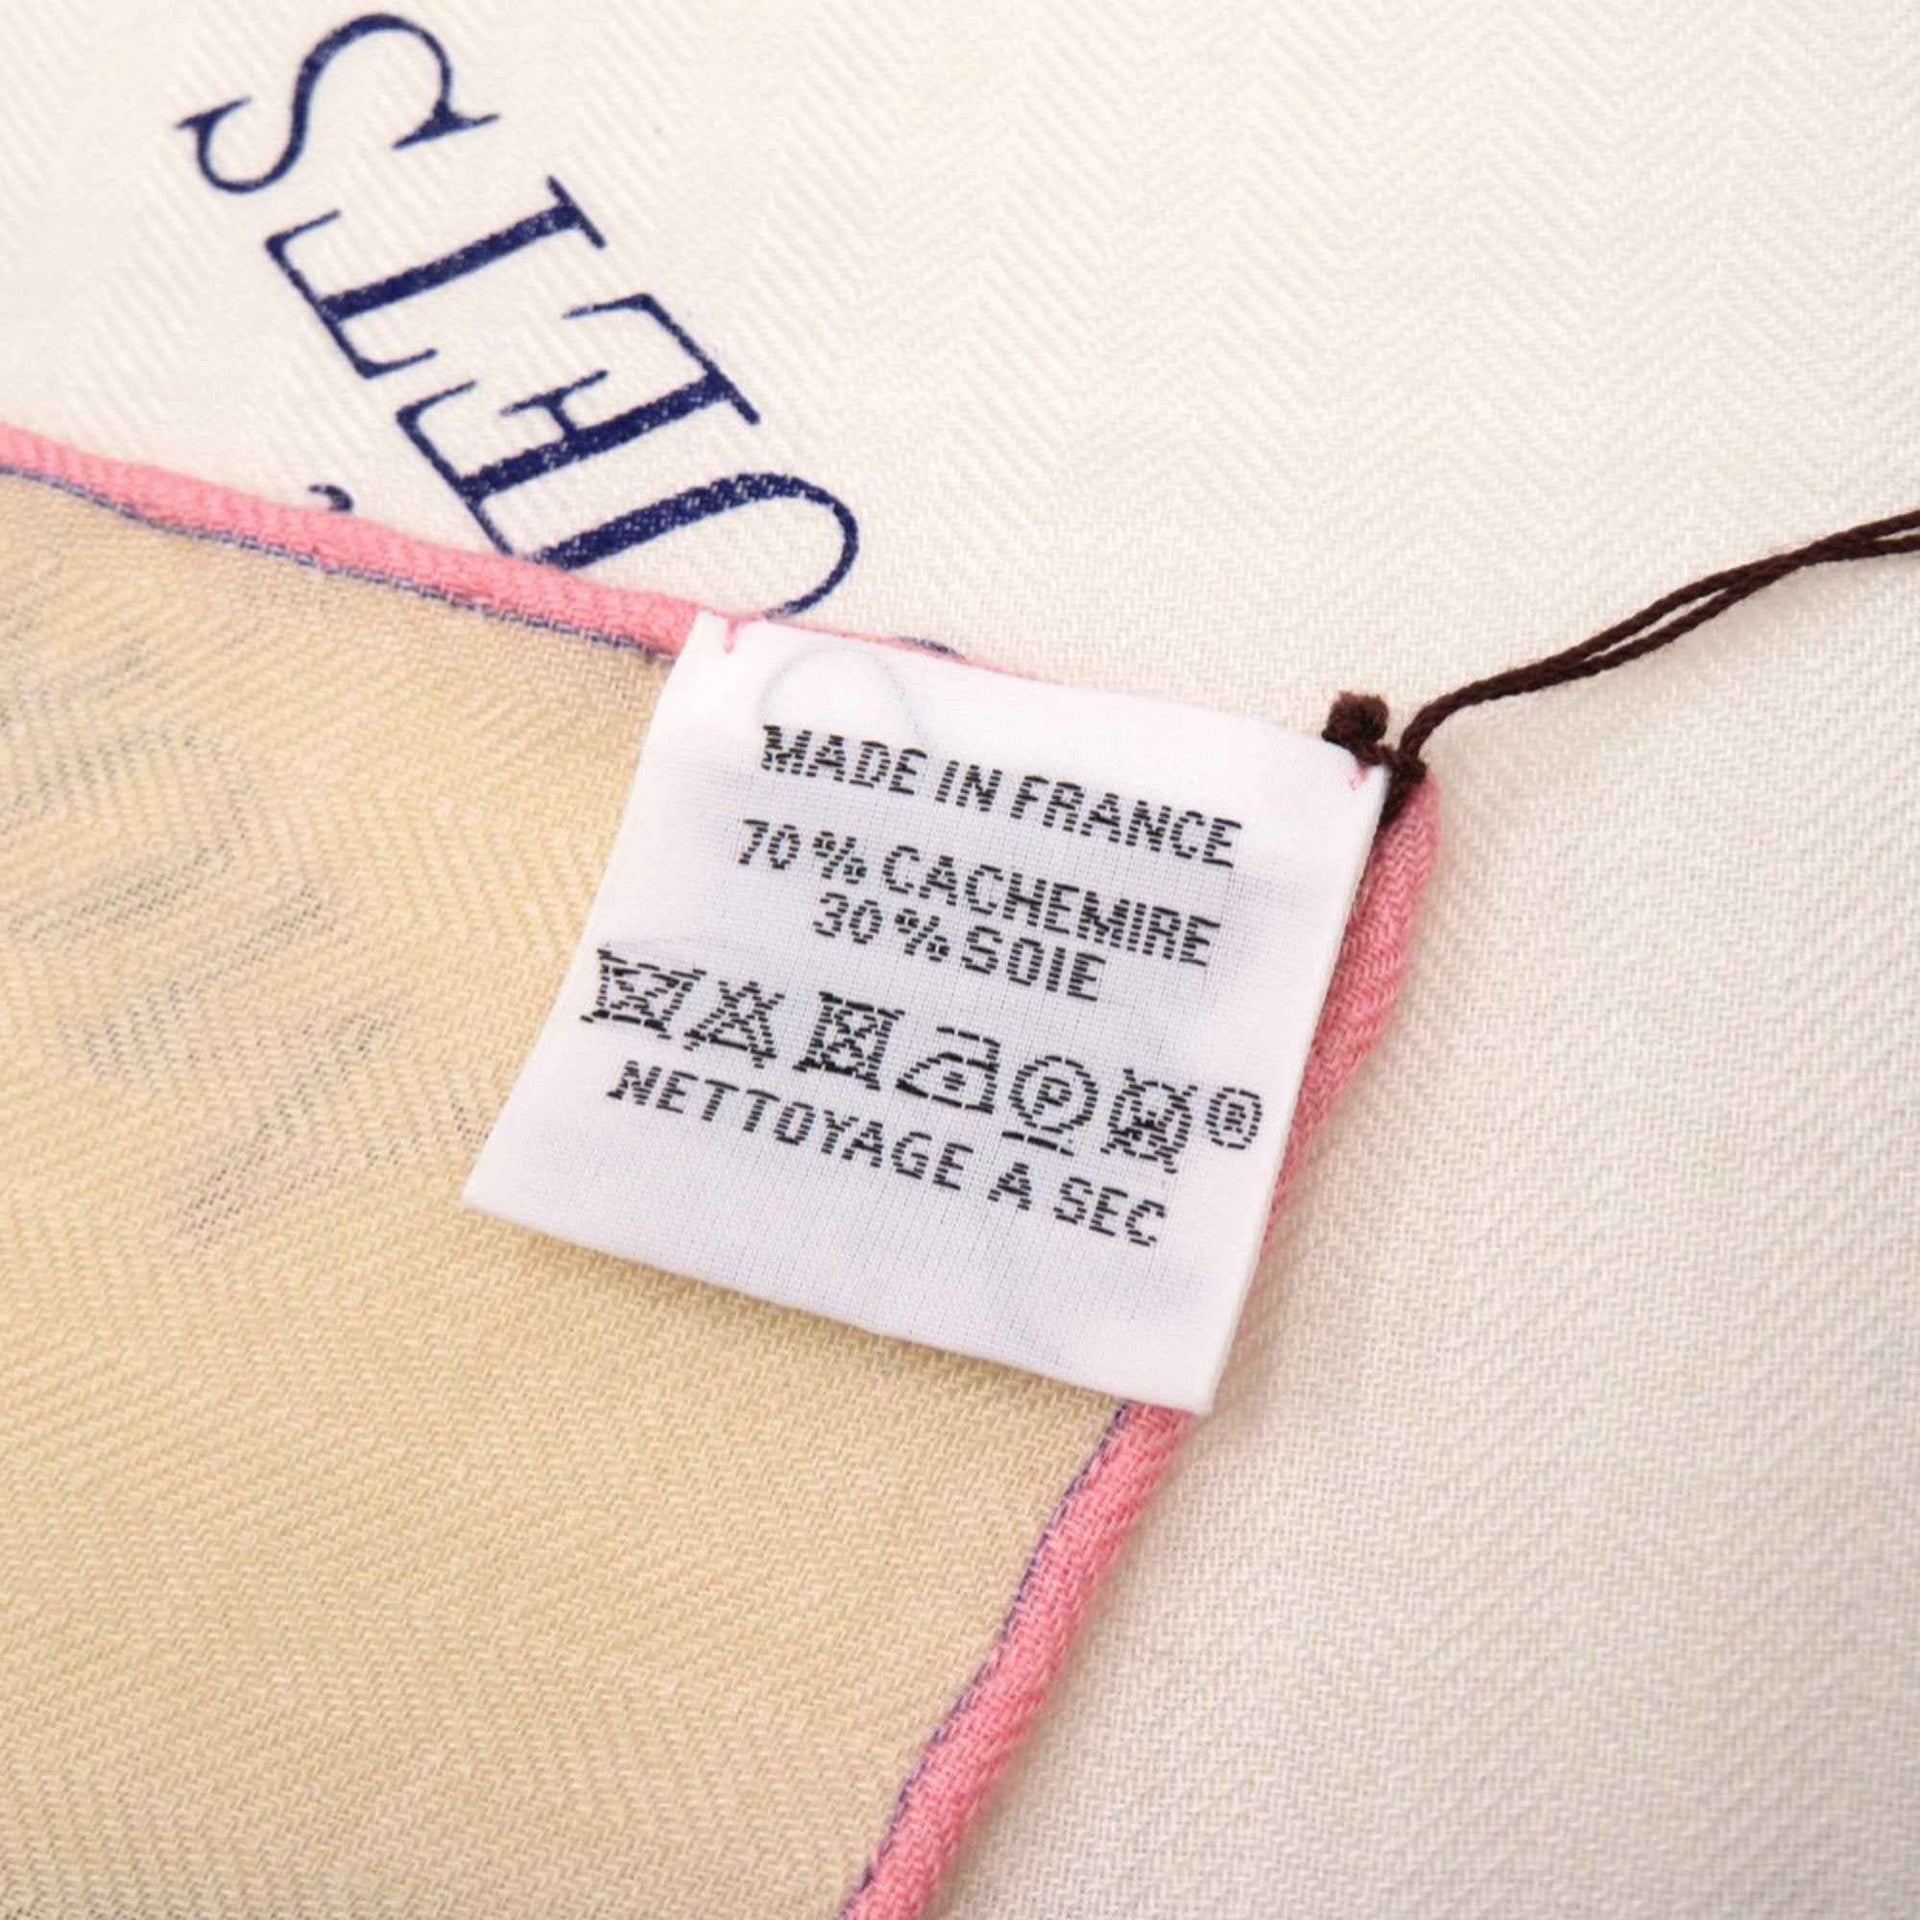 MADE IN FRANCE
70 % CACHEMIRE
30 % SOIE
P
NETTOYAGE A SEC